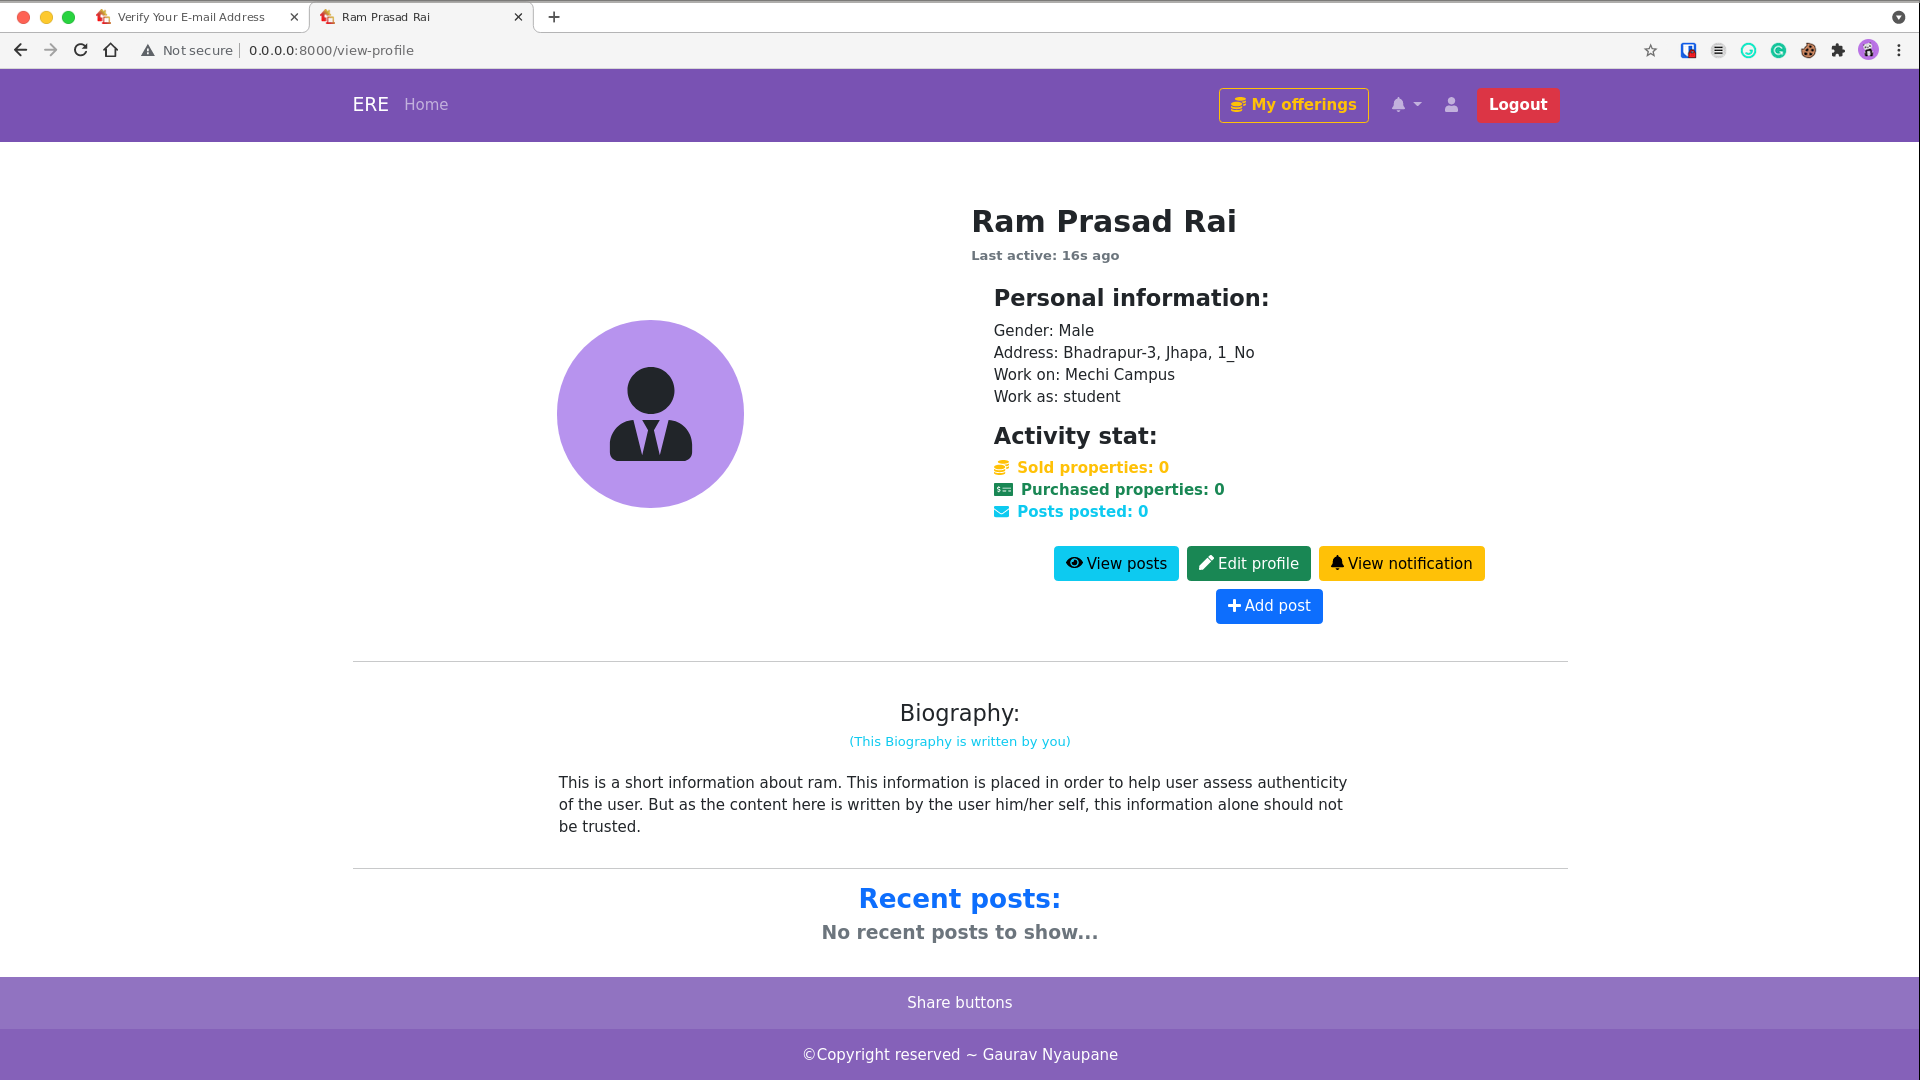 Verify Your E-mail Address
Ram Prasad Rai
Not secure 0.0.0.0:8000/view-profile
ERE Home My offerings Logout
Ram Prasad Rai
Last active: 16s ago
Personal information:
Gender: Male
Address: Bhadrapur-3, Jhapa, 1_No
Work on: Mechi Campus
Work as: student
Activity stat:
Sold properties: 0
Purchased properties: 0
Posts posted: 0
View posts Edit profile View notification
Add post
Biography:
(This Biography is written by you)
This is a short information about ram. This information is placed in order to help user assess authenticity
of the user. But as the content here is written by the user him/her self, this information alone should not
be trusted.
Recent posts:
No recent posts to show...
Share buttons
©Copyright reserved ~ Gaurav Nyaupane